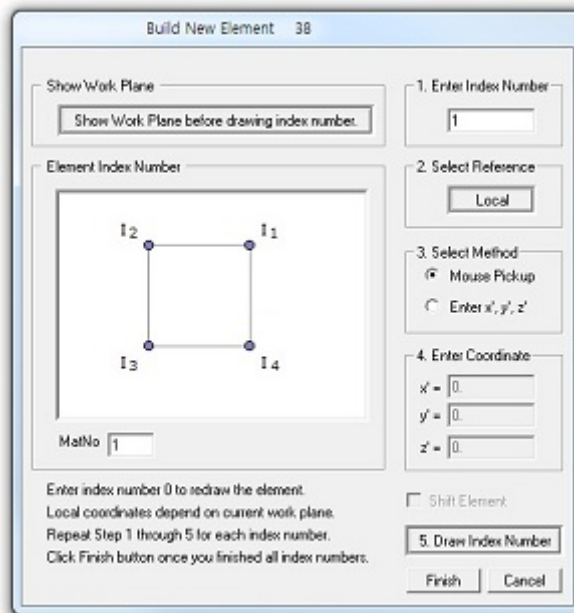 Build New Element 38
Show Work Plane
Show Work Plane before drawing index number.
Element Index Number
I2 I1
I3 I4
MatNo 1
Enter index number 0 to redraw the element.
Local coordinates depend on current work plane.
Repeat Step 1 through 5 for each index number.
Click Finish button once you finished all index numbers.
1. Enter Index Number
1
2. Select Reference
Local
3. Select Method
Mouse Pickup
Enter x', y', z'
4. Enter Coordinate
x' = 0.
y' = 0.
z' = 0.
Shift Element
5. Draw Index Number
Finish Cancel